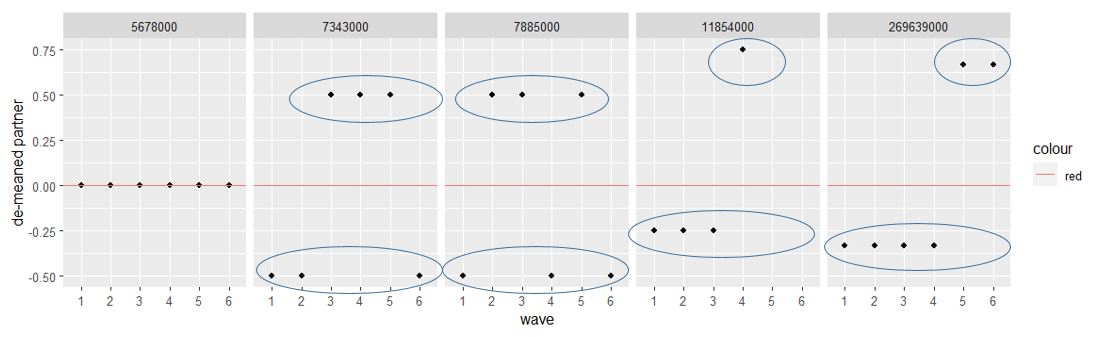 5678000 7343000 7885000 11854000 269639000
0.75
0.50
0.25
0.00
-0.25
-0.50
de-meaned partner
1 2 3 4 5 6 1 2 3 4 5 6 1 2 3 4 5 6 1 2 3 4 5 6 1 2 3 4 5 6
wave
colour
red